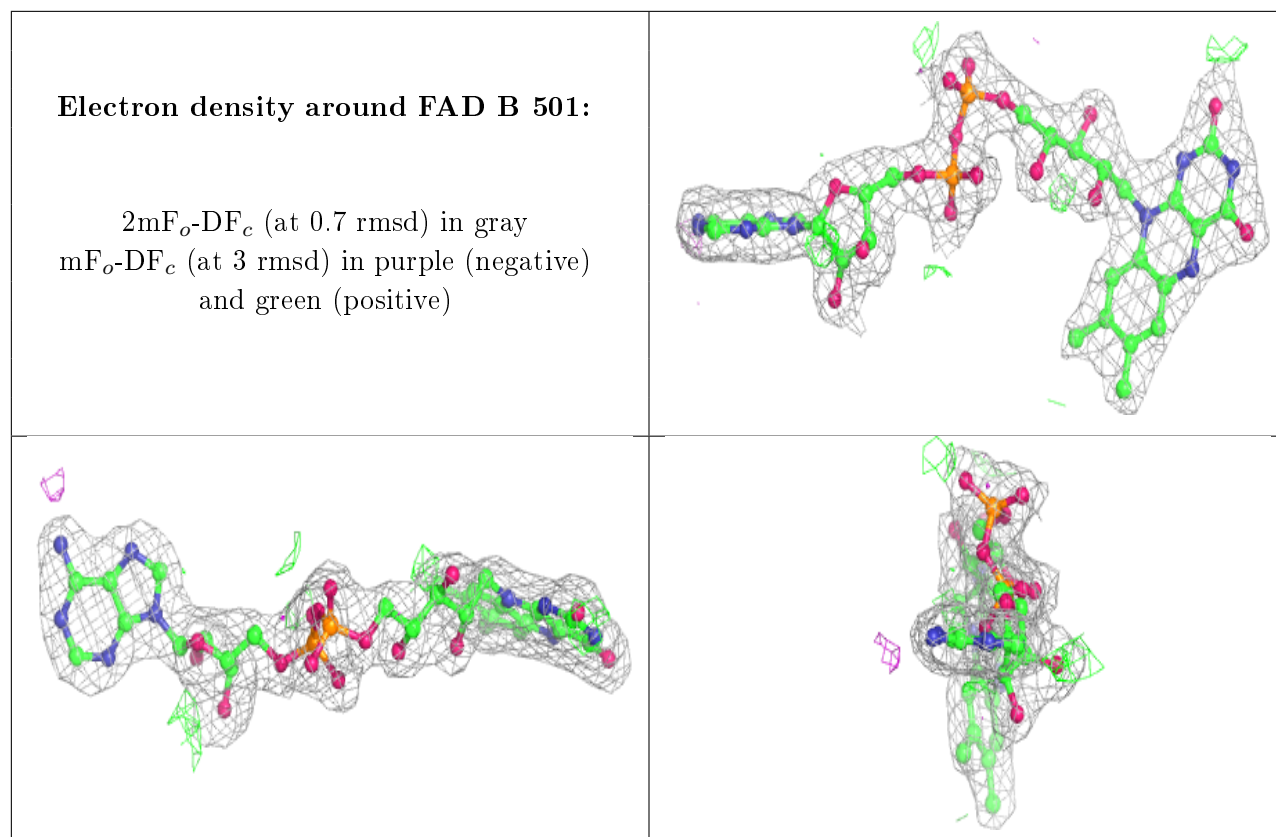 Electron density around FAD B 501:
2mFo-DFc (at 0.7 rmsd) in gray
mFo-DFc (at 3 rmsd) in purple (negative)
and green (positive)